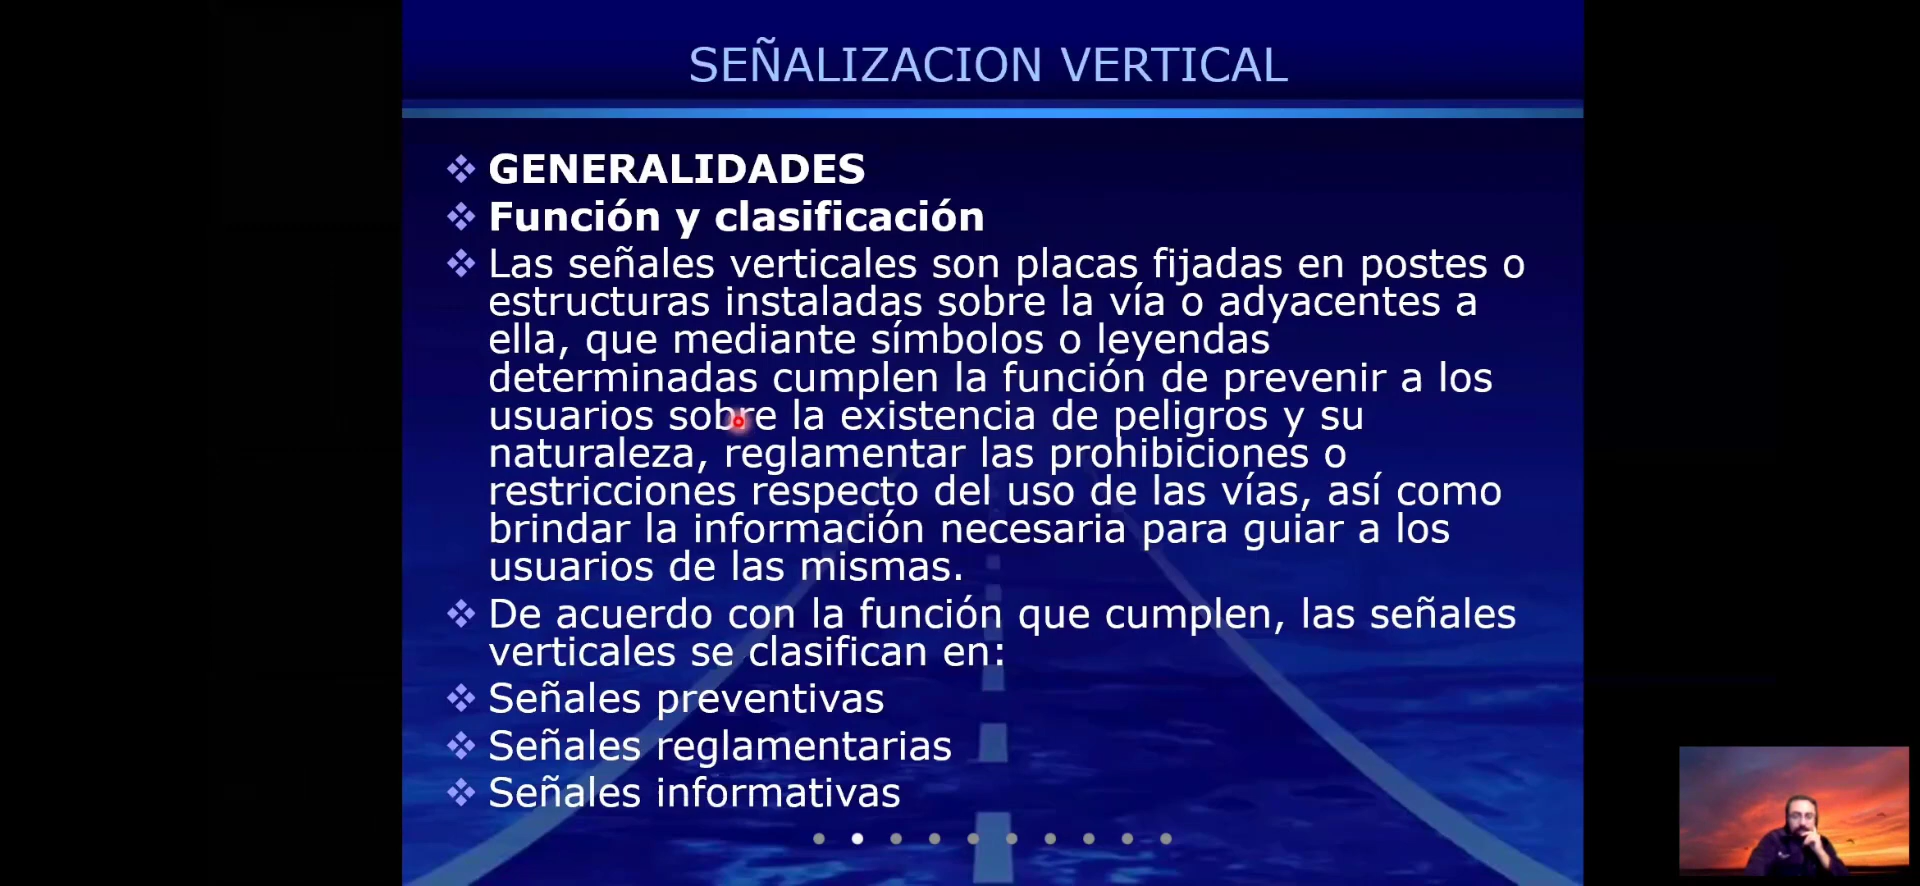 SEÑALIZACION VERTICAL
GENERALIDADES
Función y clasificación
Las señales verticales son placas fijadas en postes o
estructuras instaladas sobre la vía o adyacentes a
ella, que mediante símbolos o leyendas
determinadas cumplen la función de prevenir a los
usuarios sobre la existencia de peligros y su
naturaleza, reglamentar las prohibiciones o
restricciones respecto del uso de las vías, así como
brindar la información necesaria para guiar a los
usuarios de las mismas.
De acuerdo con la función que cumplen, las señales
verticales se clasifican en:
Señales preventivas
Señales reglamentarias
Señales informativas